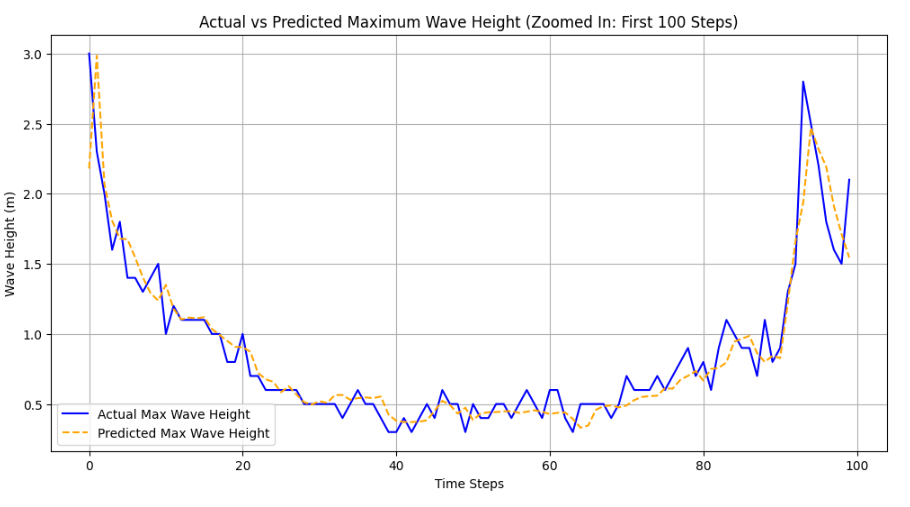 Actual vs Predicted Maximum Wave Height (Zoomed In: First 100 Steps)
Wave Height (m)
3.0
2.5
2.0
1.5
1.0
0.5
Actual Max Wave Height
Predicted Max Wave Height
0 20 40 60 80 100
Time Steps